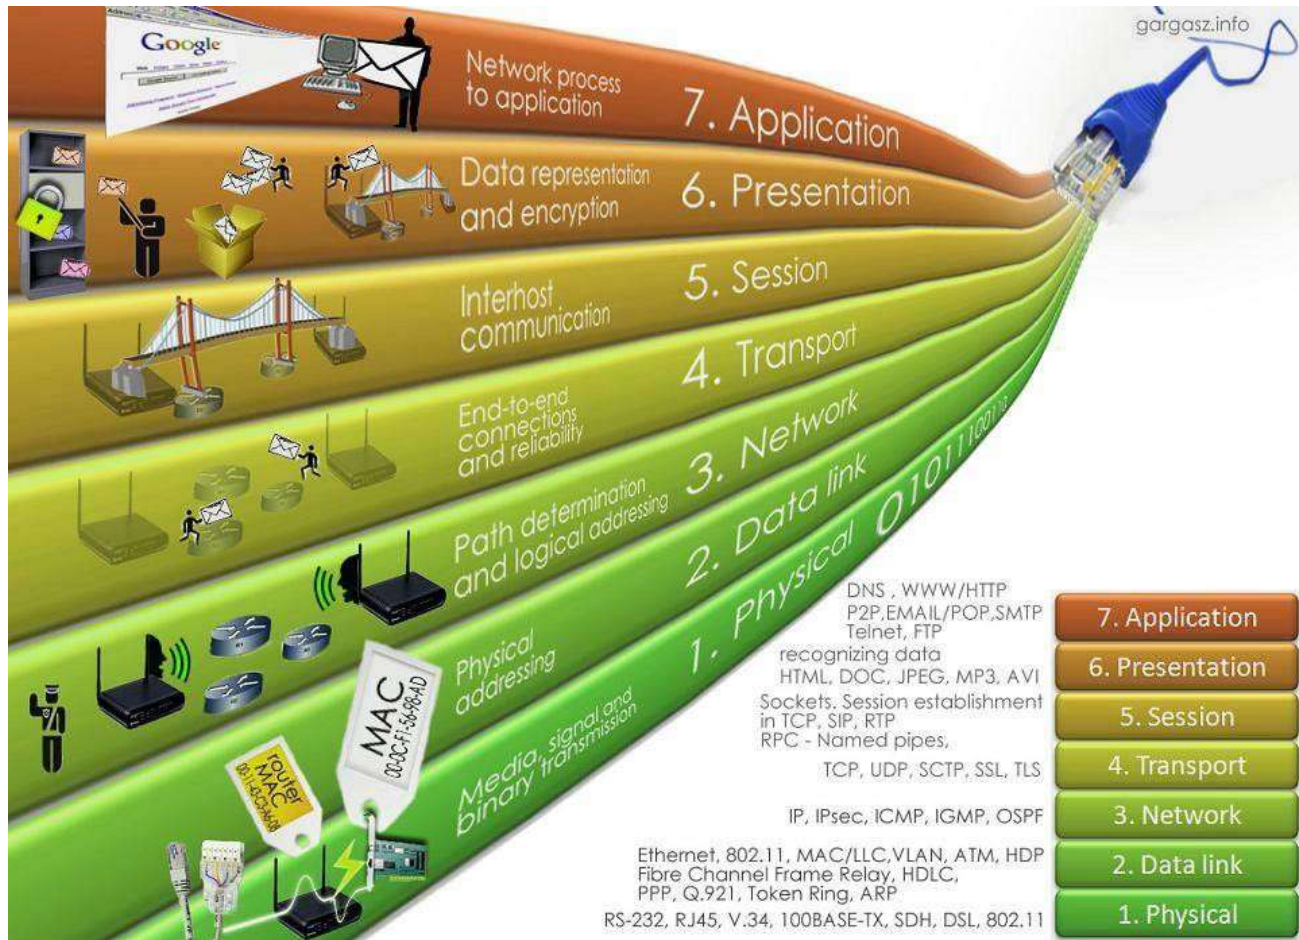 gargasz.info
Address
Google
Network process
to application
7. Application
Data representation
and encryption
6. Presentation
Interhost
communication
5. Session
End-to-end
connections
and reliability
4. Transport
Path determination
and logical addressing
3. Network
Physical
addressing
2. Data link
Media, signal and
binary transmission
1. Physical
MAC
00-0C-F1-56-98-AD
router
MAC
DNS , WWW/HTTP
P2P,EMAIL/POP,SMTP
Telnet, FTP
7. Application
recognizing data
HTML, DOC, JPEG, MP3, AVI
6. Presentation
Sockets. Session establishment
in TCP, SIP, RTP
RPC - Named pipes,
5. Session
TCP, UDP, SCTP, SSL, TLS
4. Transport
IP, IPsec, ICMP, IGMP, OSPF
3. Network
Ethernet, 802.11, MAC/LLC,VLAN, ATM, HDP
Fibre Channel Frame Relay, HDLC,
PPP, Q.921, Token Ring, ARP
2. Data link
RS-232, RJ45, V.34, 100BASE-TX, SDH, DSL, 802.11
1. Physical